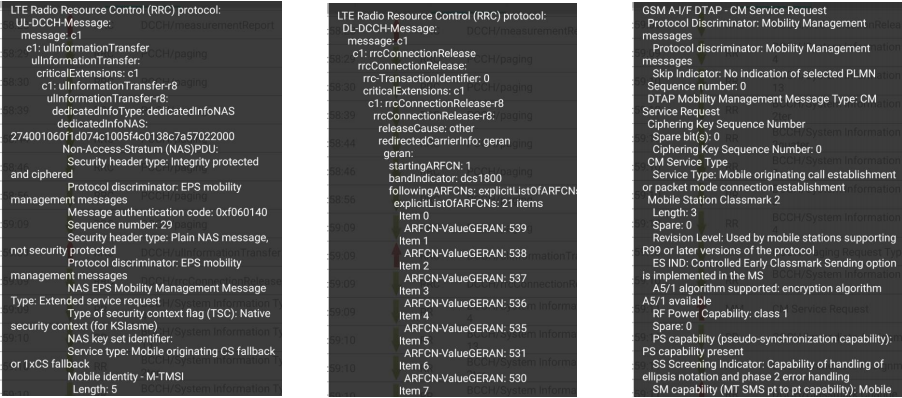 LTE Radio Resource Control (RRC) protocol:
UL-DCCH-Message:
message: c1
c1: ulInformationTransfer
ulInformationTransfer:
criticalExtensions: c1
c1: ulInformationTransfer-r8
ulInformationTransfer-r8:
dedicatedInfoType: dedicatedInfoNAS
dedicatedInfoNAS:
274001060f1d074c1005f4c0138c7a57022000
Non-Access-Stratum (NAS)PDU:
Security header type: Integrity protected
and ciphered
Protocol discriminator: EPS mobility
management messages
Message authentication code: 0xf060140
Sequence number: 29
Security header type: Plain NAS message,
not security protected
Protocol discriminator: EPS mobility
management messages
NAS EPS Mobility Management Message
Type: Extended service request
Type of security context flag (TSC): Native
security context (for KSIasme)
NAS key set identifier:
Service type: Mobile originating CS fallback
or 1xCS fallback
Mobile identity - M-TMSI
Length: 5
LTE Radio Resource Control (RRC) protocol:
DL-DCCH-Message:
message: c1
c1: rrcConnectionRelease
rrcConnectionRelease:
rrc-TransactionIdentifier: 0
criticalExtensions: c1
c1: rrcConnectionRelease-r8
rrcConnectionRelease-r8:
releaseCause: other
redirectedCarrierInfo: geran
geran:
startingARFCN: 1
bandIndicator: dcs1800
followingARFCNs: explicitListOfARFCNs
explicitListOfARFCNs: 21 items
Item 0
ARFCN-ValueGERAN: 539
Item 1
ARFCN-ValueGERAN: 538
Item 2
ARFCN-ValueGERAN: 537
Item 3
ARFCN-ValueGERAN: 536
Item 4
ARFCN-ValueGERAN: 535
Item 5
ARFCN-ValueGERAN: 531
Item 6
ARFCN-ValueGERAN: 530
Item 7
GSM A-I/F DTAP - CM Service Request
Protocol Discriminator: Mobility Management
messages
Protocol discriminator: Mobility Management
messages
Skip Indicator: No indication of selected PLMN
Sequence number: 0
DTAP Mobility Management Message Type: CM
Service Request
Ciphering Key Sequence Number
Spare bit(s): 0
Ciphering Key Sequence Number: 0
CM Service Type
Service Type: Mobile originating call establishment
or packet mode connection establishment
Mobile Station Classmark 2
Length: 3
Spare: 0
Revision Level: Used by mobile stations supporting
R99 or later versions of the protocol
ES IND: Controlled Early Classmark Sending option
is implemented in the MS
A5/1 algorithm supported: encryption algorithm
A5/1 available
RF Power Capability: class 1
Spare: 0
PS capability (pseudo-synchronization capability):
PS capability present
SS Screening Indicator: Capability of handling of
ellipsis notation and phase 2 error handling
SM capability (MT SMS pt to pt capability): Mobile